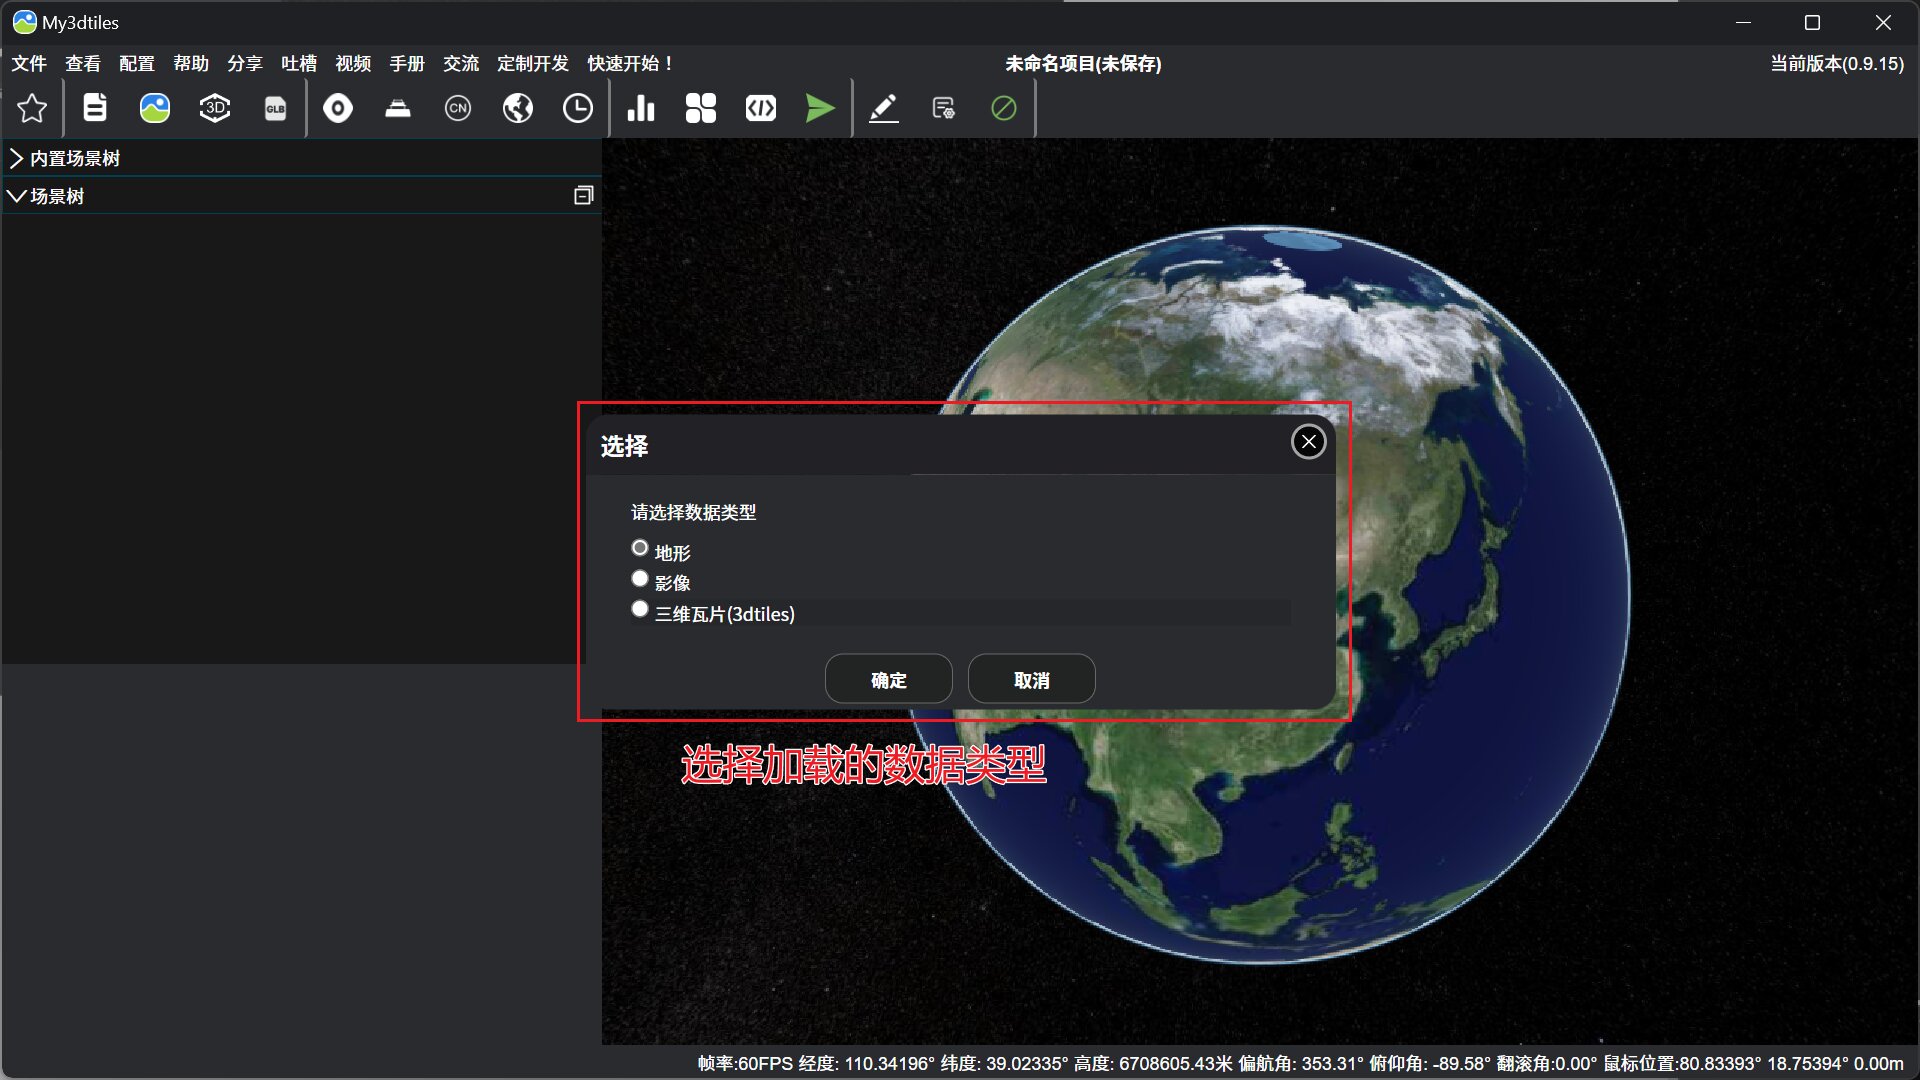 My3dtiles
文件 查看 配置 帮助 分享 吐槽 视频 手册 交流 定制开发 快速开始！
未命名项目(未保存)
当前版本(0.9.15)
3D
GLB
CN
内置场景树
场景树
选择
请选择数据类型
地形
影像
三维瓦片(3dtiles)
确定
取消
选择加载的数据类型
帧率:60FPS 经度: 110.34196° 纬度: 39.02335° 高度: 6708605.43米 偏航角: 353.31° 俯仰角: -89.58° 翻滚角:0.00° 鼠标位置:80.83393° 18.75394° 0.00m